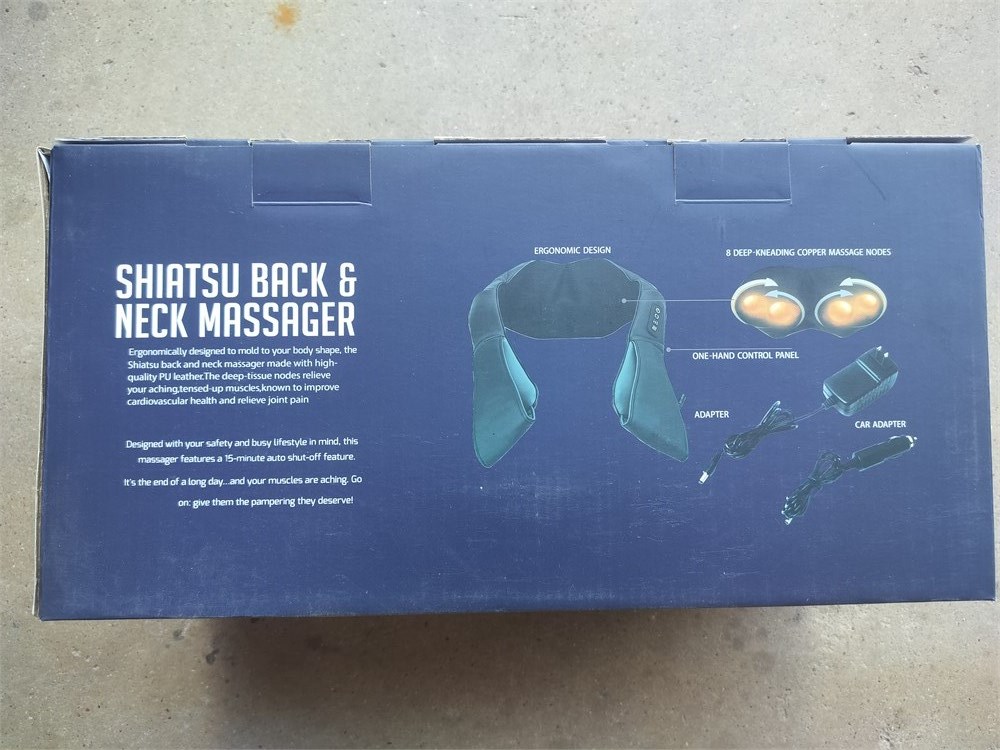 SHIATSU BACK &
NECK MASSAGER
Ergonomically designed to mold to your body shape, the
Shiatsu back and neck massager made with high-
quality PU leather.The deep-tissue nodes relieve
your aching,tensed-up muscles,known to improve
cardiovascular health and relieve joint pain
Designed with your safety and busy lifestyle in mind, this
massager features a 15-minute auto shut-off feature.
It's the end of a long day...and your muscles are aching. Go
on: give them the pampering they deserve!
ERGONOMIC DESIGN
8 DEEP-KNEADING COPPER MASSAGE NODES
ONE-HAND CONTROL PANEL
ADAPTER
CAR ADAPTER